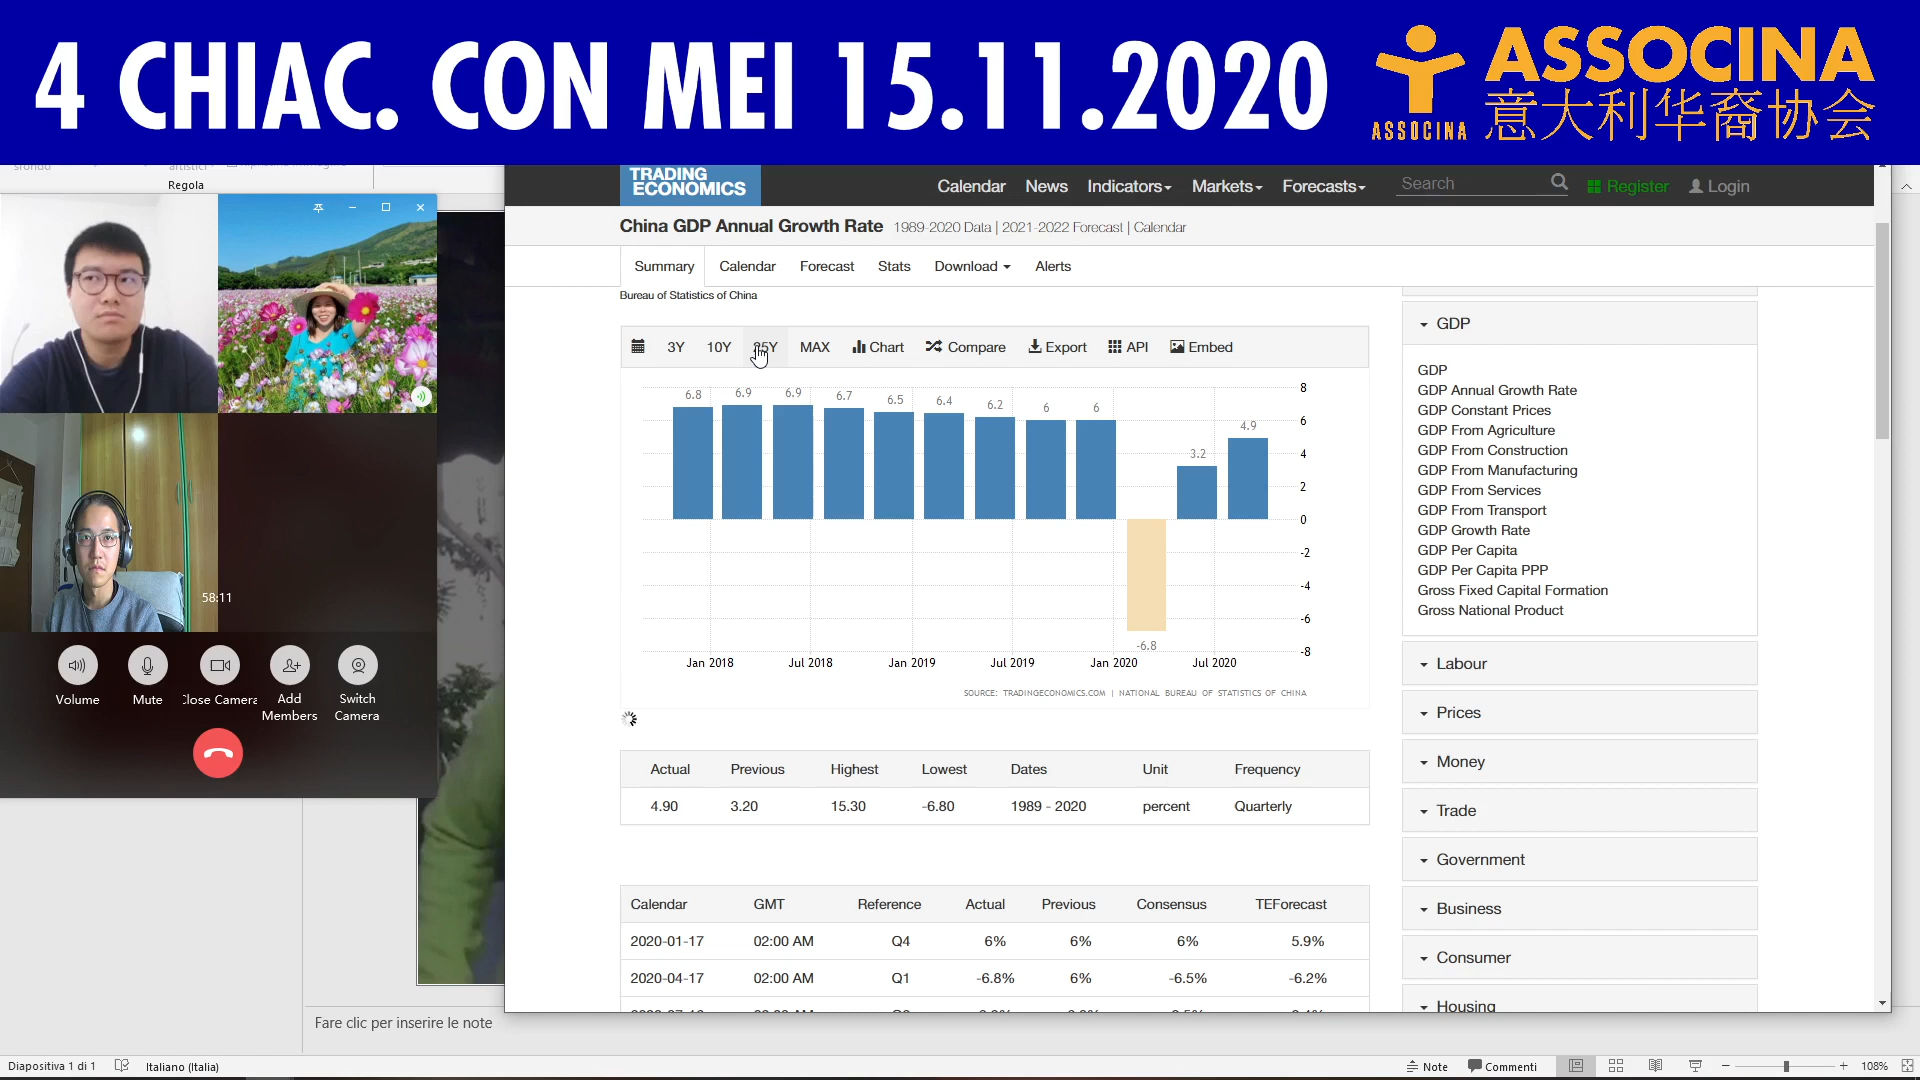 4 CHIAC. CON MEI 15.11.2020
ASSOCINA
ASSOCINA
意大利华裔协会
Regola
58:11
Volume
Mute
Close Camera
Add Members
Switch Camera
TRADING ECONOMICS
Calendar News Indicators Markets Forecasts Search Register Login
China GDP Annual Growth Rate 1989-2020 Data | 2021-2022 Forecast | Calendar
Summary Calendar Forecast Stats Download Alerts
Bureau of Statistics of China
3Y 10Y 25Y MAX Chart Compare Export API Embed
6.8 6.9 6.9 6.7 6.5 6.4 6.2 6 6 -6.8 3.2 4.9
8
6
4
2
0
-2
-4
-6
-8
Jan 2018 Jul 2018 Jan 2019 Jul 2019 Jan 2020 Jul 2020
SOURCE: TRADINGECONOMICS.COM | NATIONAL BUREAU OF STATISTICS OF CHINA
Actual Previous Highest Lowest Dates Unit Frequency
4.90 3.20 15.30 -6.80 1989 - 2020 percent Quarterly
Calendar GMT Reference Actual Previous Consensus TEForecast
2020-01-17 02:00 AM Q4 6% 6% 6% 5.9%
2020-04-17 02:00 AM Q1 -6.8% 6% -6.5% -6.2%
GDP
GDP
GDP Annual Growth Rate
GDP Constant Prices
GDP From Agriculture
GDP From Construction
GDP From Manufacturing
GDP From Services
GDP From Transport
GDP Growth Rate
GDP Per Capita
GDP Per Capita PPP
Gross Fixed Capital Formation
Gross National Product
Labour
Prices
Money
Trade
Government
Business
Consumer
Housing
Fare clic per inserire le note
Diapositiva 1 di 1 Italiano (Italia) Note Commenti 108%